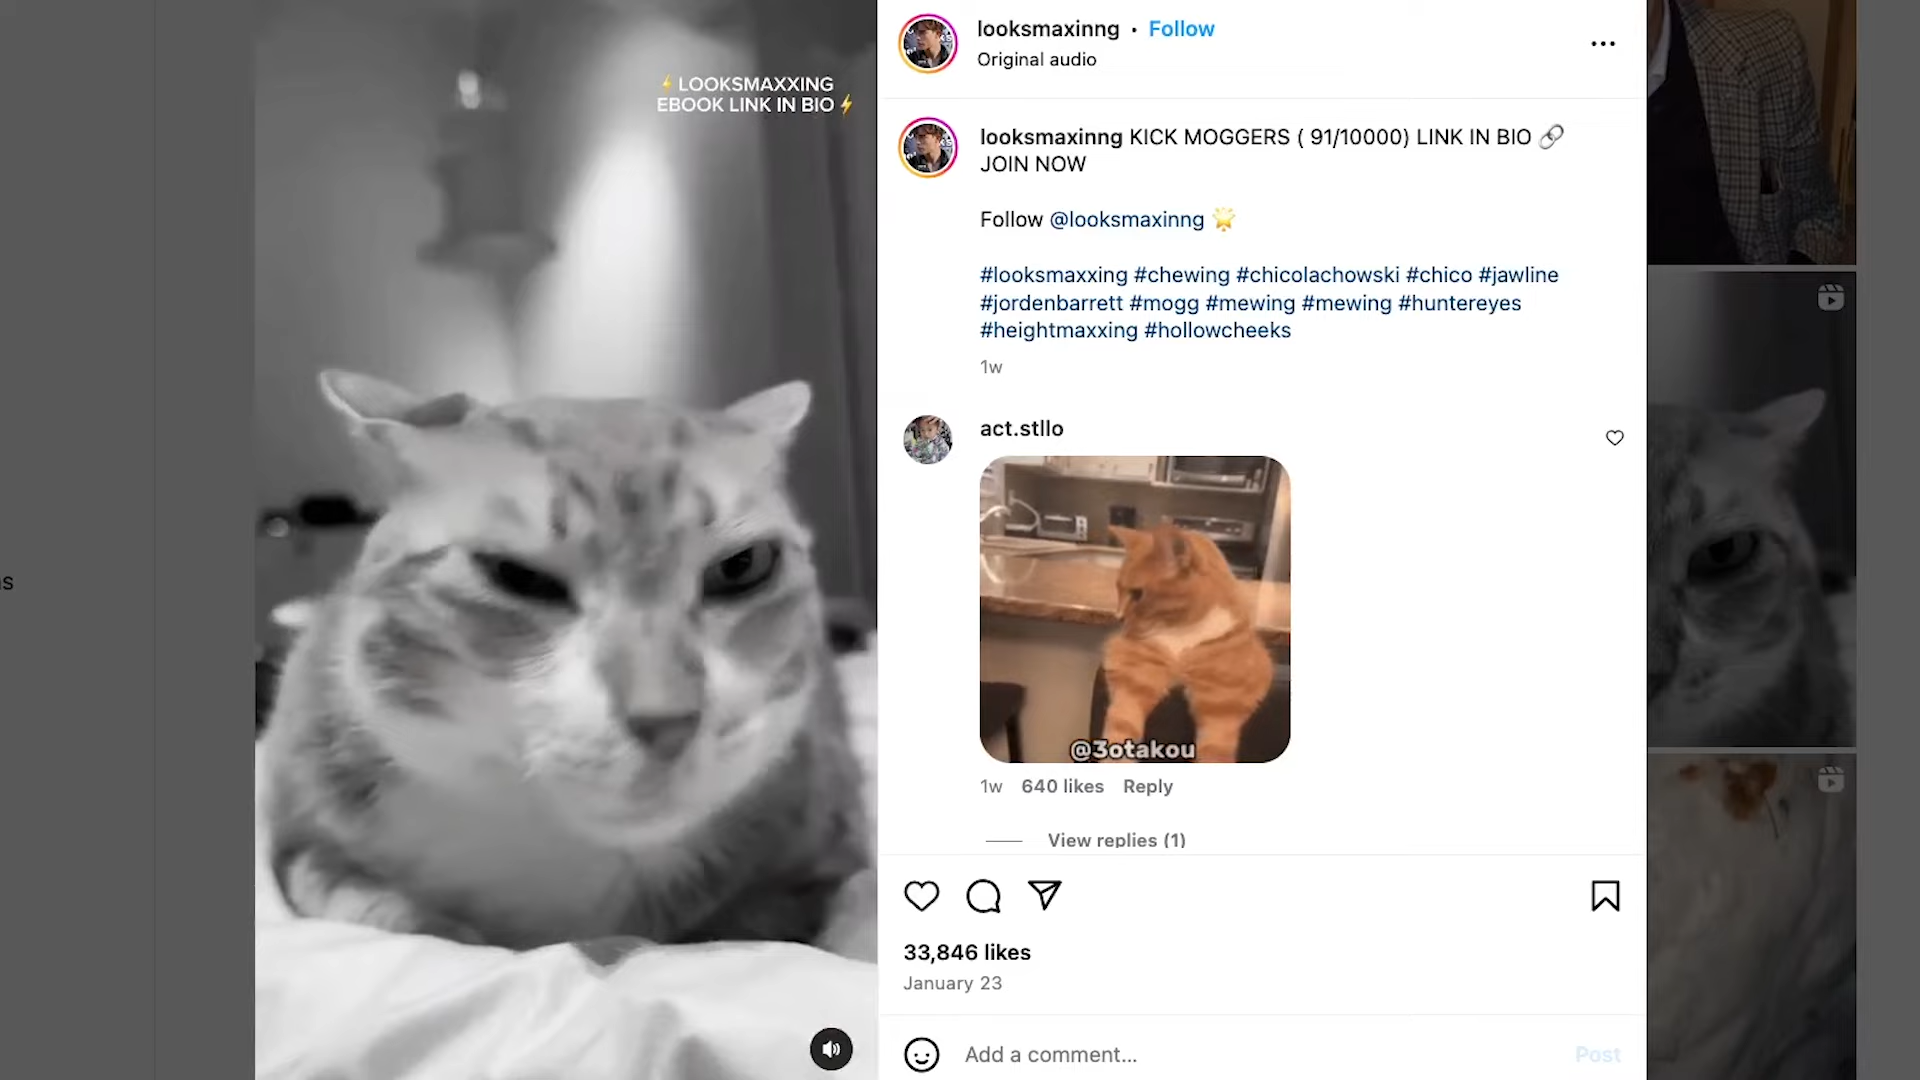 s
⚡LOOKSMAXXING
EBOOK LINK IN BIO⚡
looksmaxinng • Follow
Original audio
looksmaxinng KICK MOGGERS ( 91/10000) LINK IN BIO 🔗
JOIN NOW
Follow @looksmaxinng 🌟
#looksmaxxing #chewing #chicolachowski #chico #jawline
#jordenbarrett #mogg #mewing #mewing #huntereyes
#heightmaxxing #hollowcheeks
1w
act.stllo
@3otakou
1w 640 likes Reply
View replies (1)
33,846 likes
January 23
Add a comment... Post